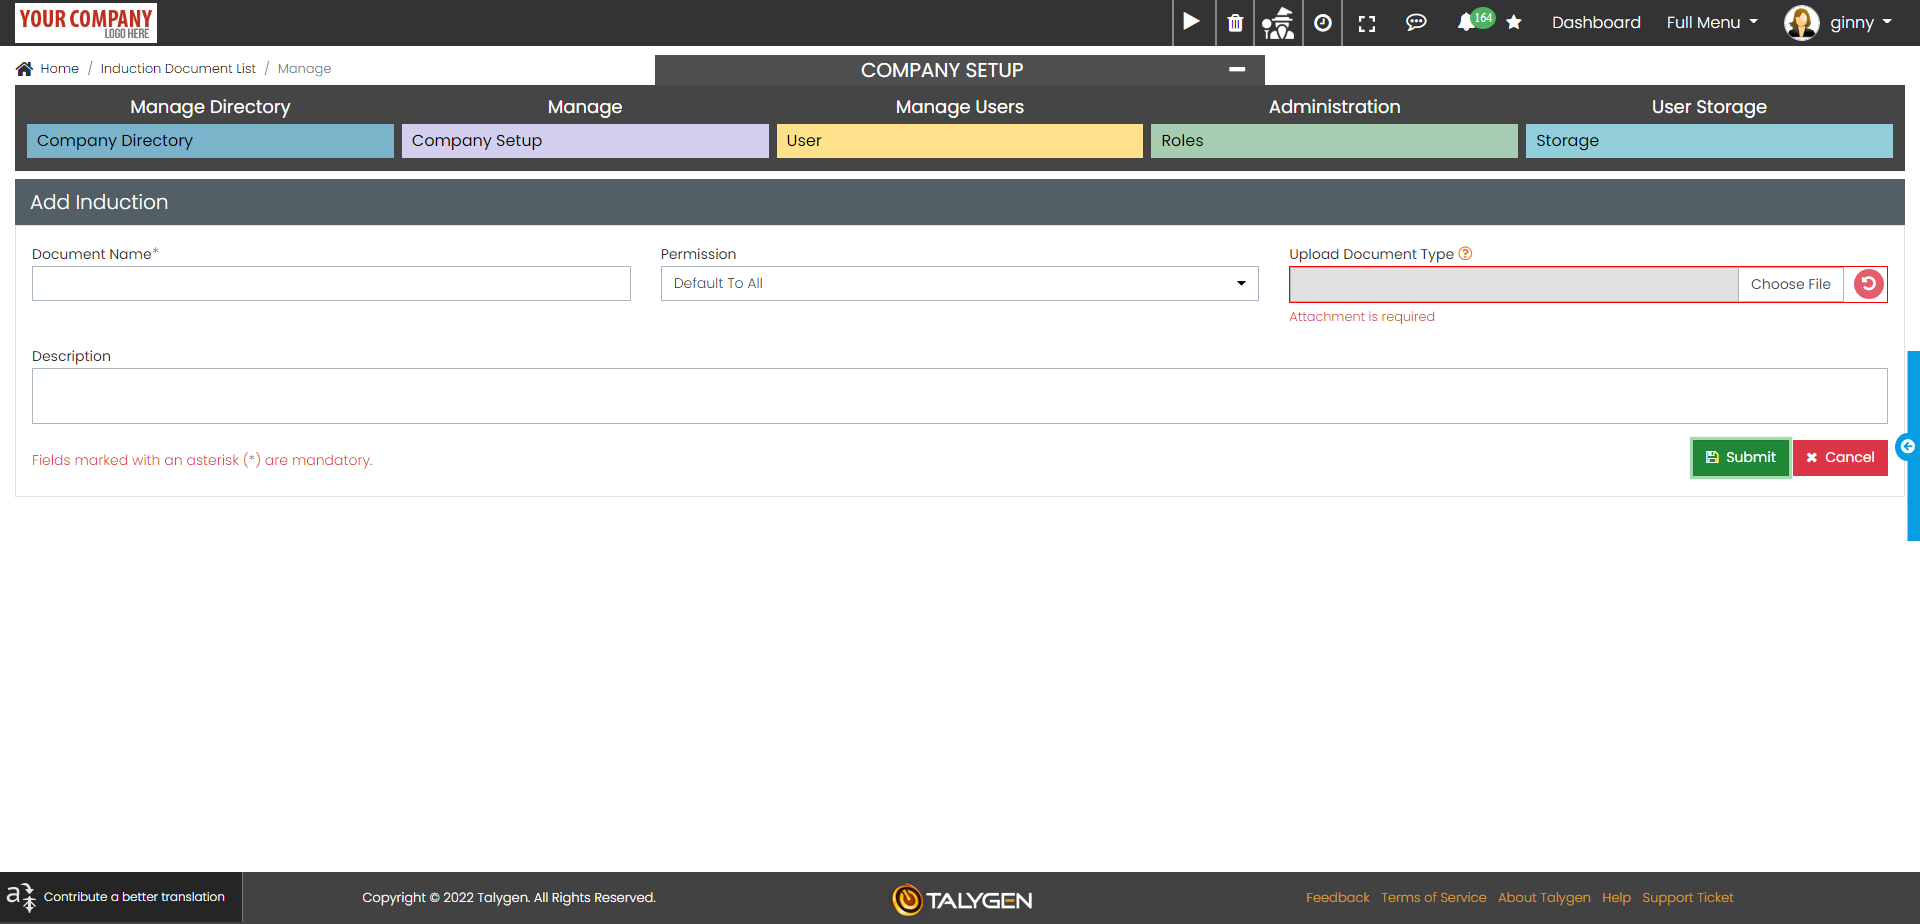 YOUR COMPANY
LOGO HERE
164
Dashboard
Full Menu
ginny
Home / Induction Document List / Manage
COMPANY SETUP
Manage Directory
Manage
Manage Users
Administration
User Storage
Company Directory
Company Setup
User
Roles
Storage
Add Induction
Document Name*
Permission
Upload Document Type ?
Default To All
Choose File
Attachment is required
Description
Fields marked with an asterisk (*) are mandatory.
Submit
Cancel
Contribute a better translation
Copyright © 2022 Talygen. All Rights Reserved.
TALYGEN
Feedback Terms of Service About Talygen Help Support Ticket